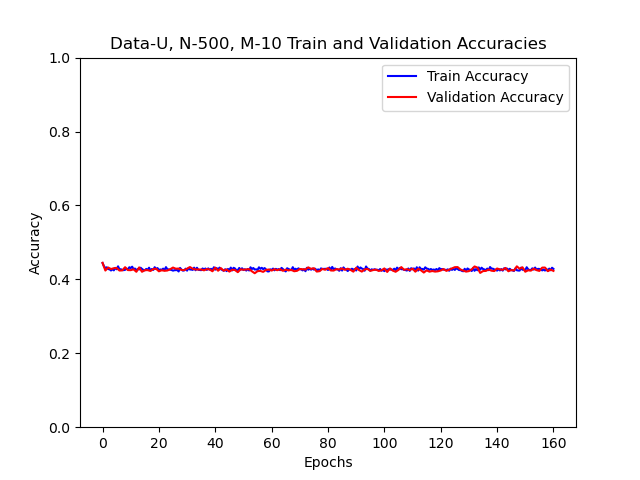 Data-U, N-500, M-10 Train and Validation Accuracies
1.0
0.8
0.6
0.4
0.2
0.0
Accuracy
Train Accuracy
Validation Accuracy
0 20 40 60 80 100 120 140 160
Epochs